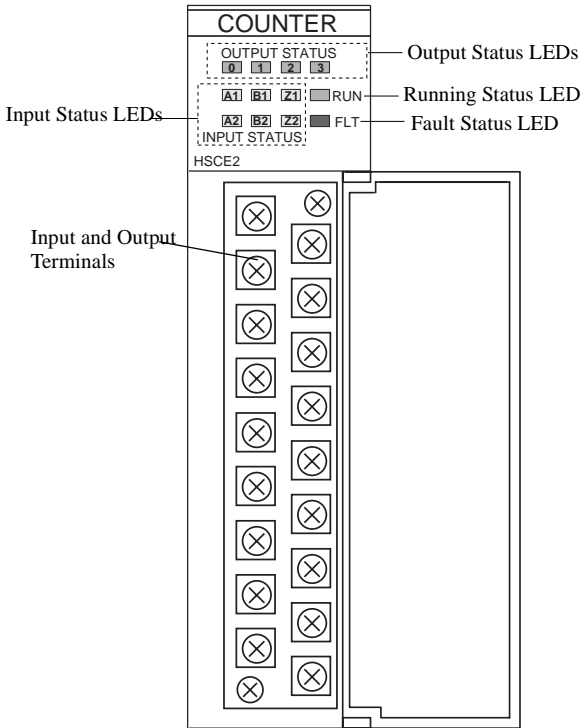 COUNTER
OUTPUT STATUS
0 1 2 3
Output Status LEDs
A1 B1 Z1 RUN
Running Status LED
Input Status LEDs
A2 B2 Z2 FLT
Fault Status LED
INPUT STATUS
HSCE2
Input and Output
Terminals